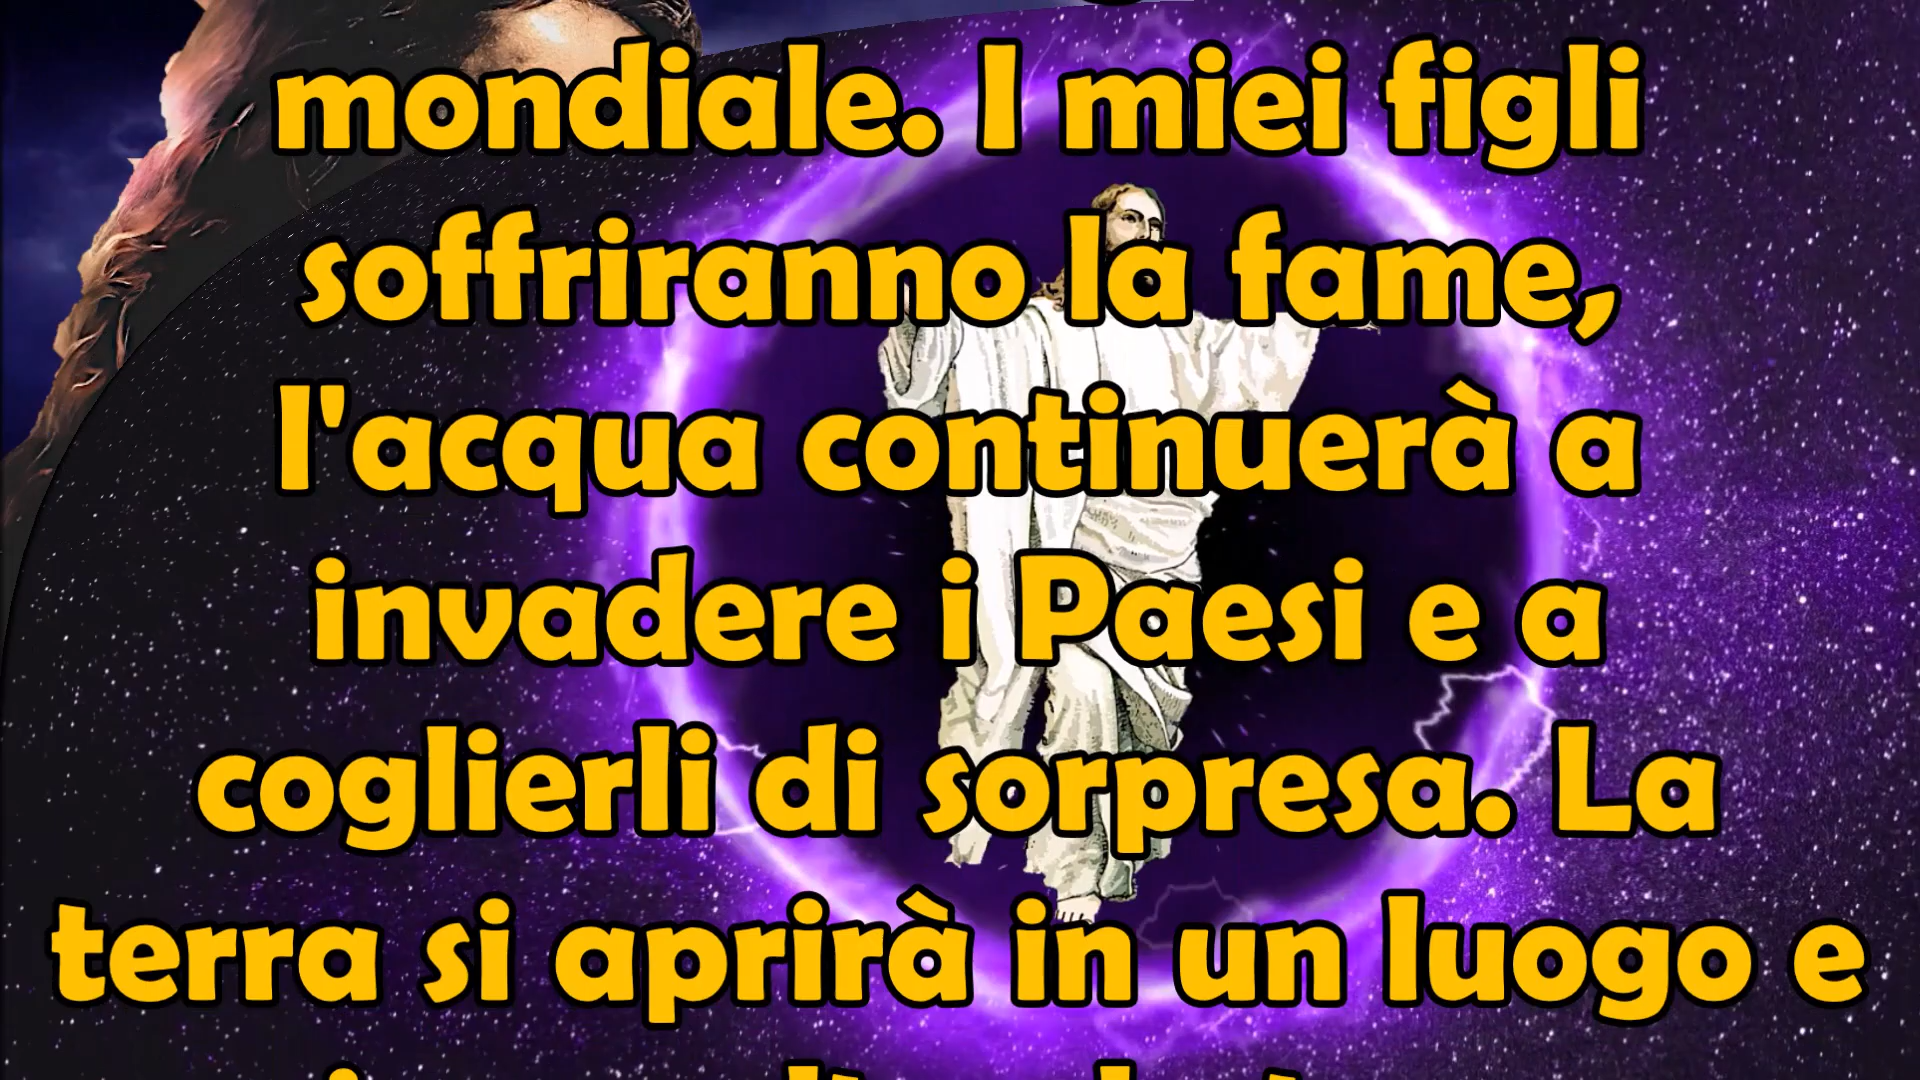 mondiale. I miei figli
soffriranno la fame,
l'acqua continuerà a
invadere i Paesi e a
coglierli di sorpresa. La
terra si aprirà in un luogo e